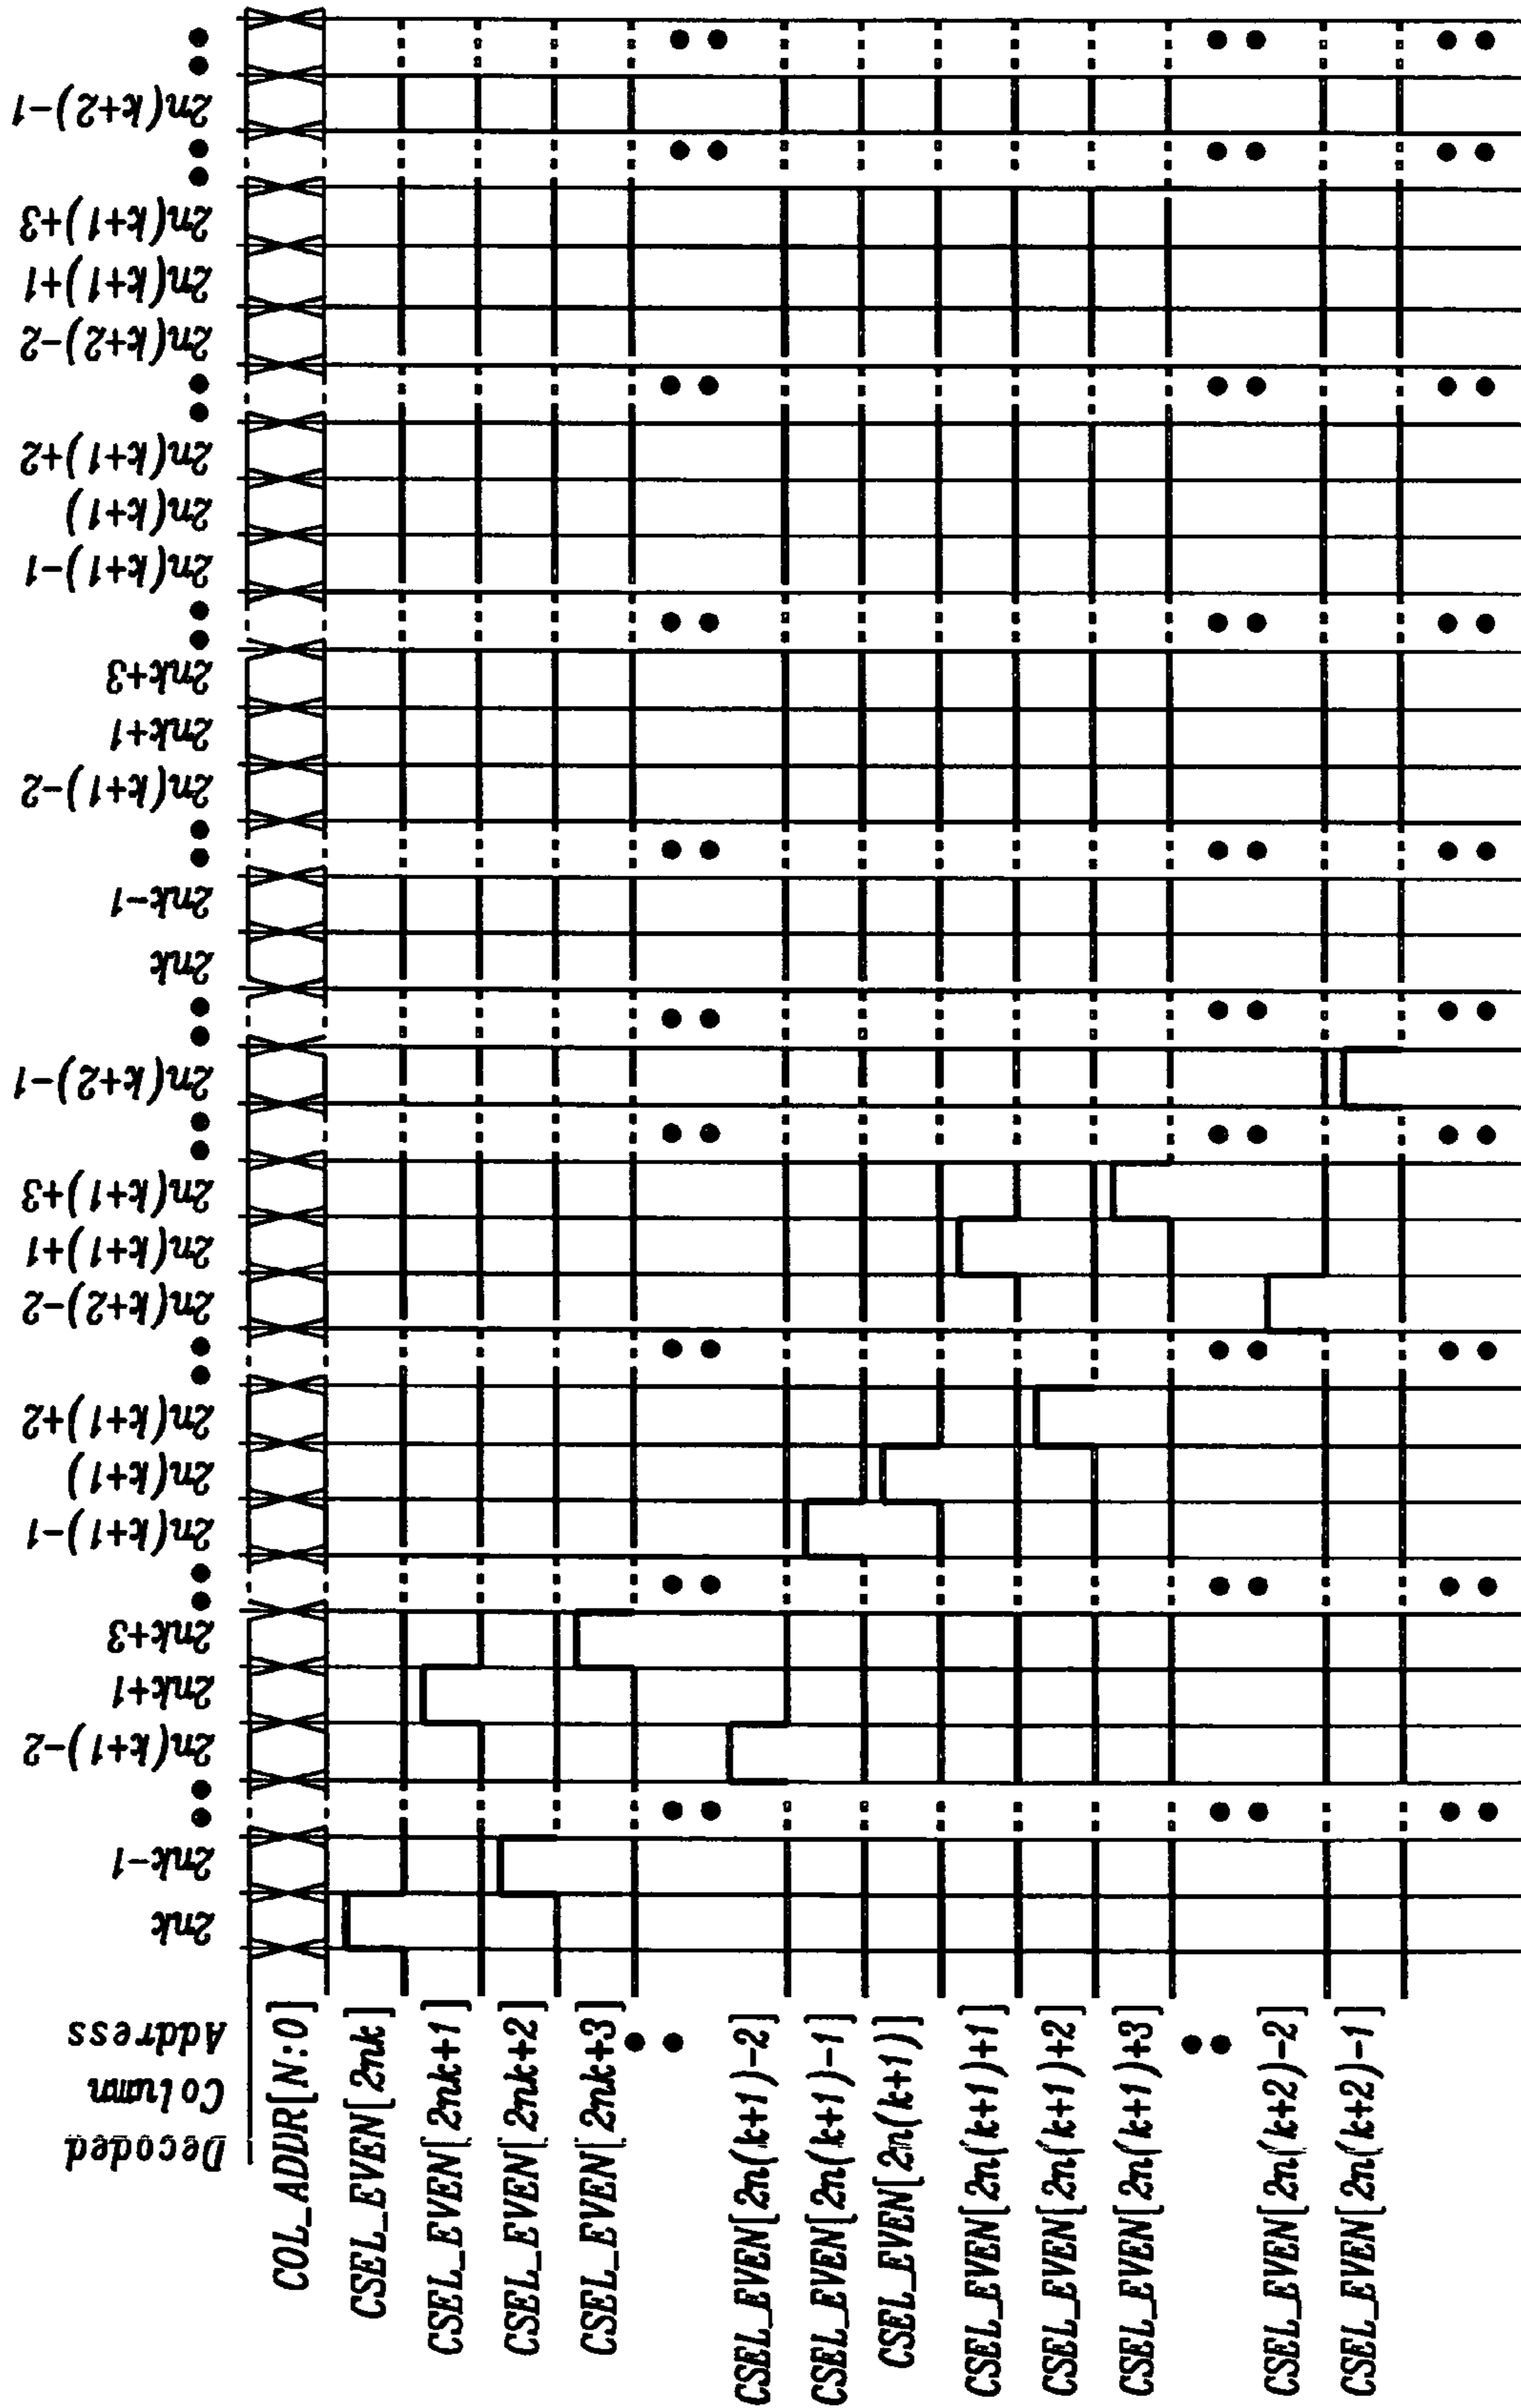 Decoded
Column
Address
2nk
2nk-1
2n(k+1)-2
2nk+1
2nk+3
2n(k+1)-1
2n(k+1)
2n(k+1)+2
2n(k+2)-2
2n(k+1)+1
2n(k+1)+3
2n(k+2)-1
2nk
2nk-1
2n(k+1)-2
2nk+1
2nk+3
2n(k+1)-1
2n(k+1)
2n(k+1)+2
2n(k+2)-2
2n(k+1)+1
2n(k+1)+3
2n(k+2)-1
COL_ADDR[N:0]
CSEL_EVEN[2nk]
CSEL_EVEN[2nk+1]
CSEL_EVEN[2nk+2]
CSEL_EVEN[2nk+3]
CSEL_EVEN[2n(k+1)-2]
CSEL_EVEN[2n(k+1)-1]
CSEL_EVEN[2n(k+1)]
CSEL_EVEN[2n(k+1)+1]
CSEL_EVEN[2n(k+1)+2]
CSEL_EVEN[2n(k+1)+3]
CSEL_EVEN[2n(k+2)-2]
CSEL_EVEN[2n(k+2)-1]